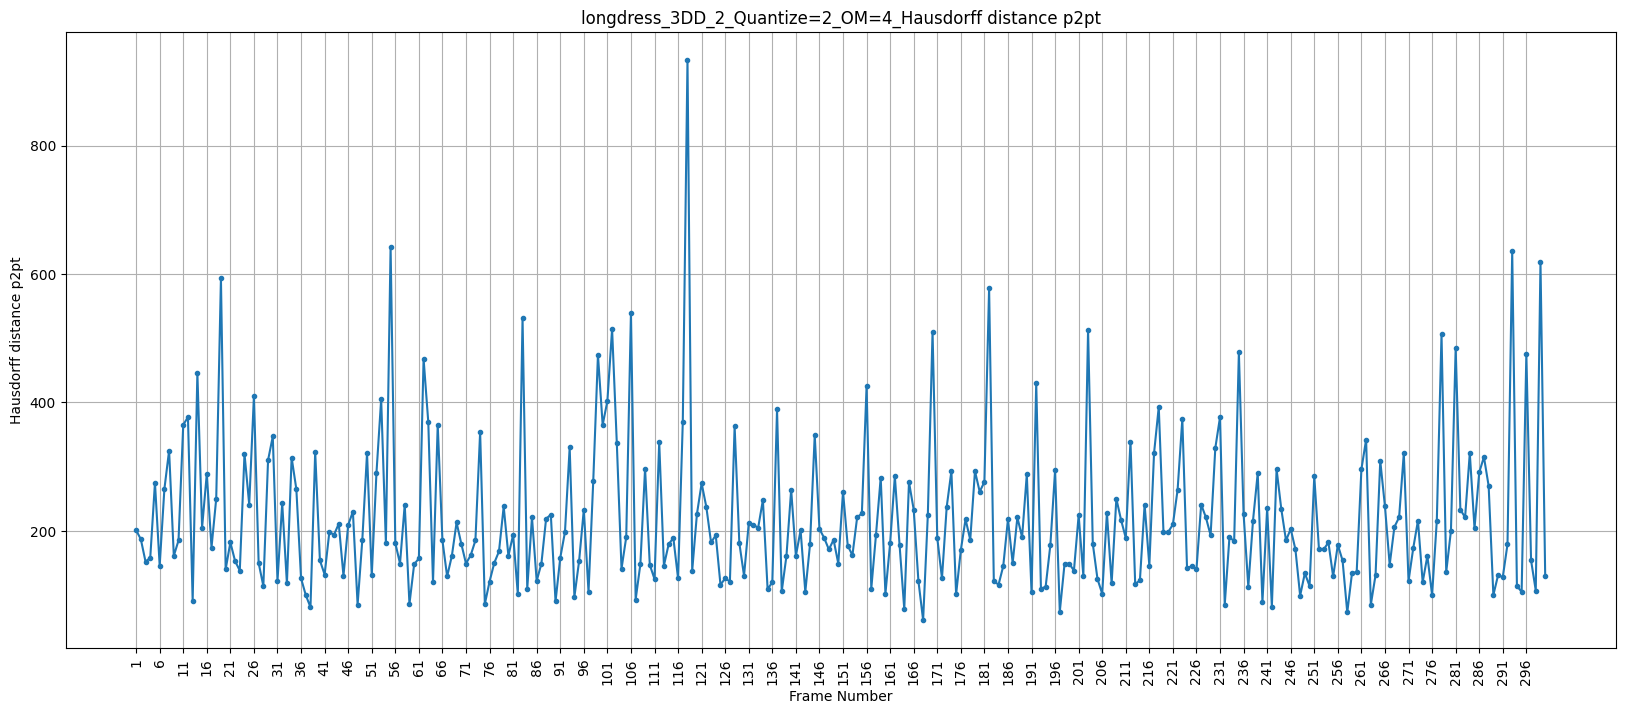 longdress_3DD_2_Quantize=2_OM=4_Hausdorff distance p2pt
Hausdorff distance p2pt
800
600
400
200
1 6 11 16 21 26 31 36 41 46 51 56 61 66 71 76 81 86 91 96 101 106 111 116 121 126 131 136 141 146 151 156 161 166 171 176 181 186 191 196 201 206 211 216 221 226 231 236 241 246 251 256 261 266 271 276 281 286 291 296
Frame Number